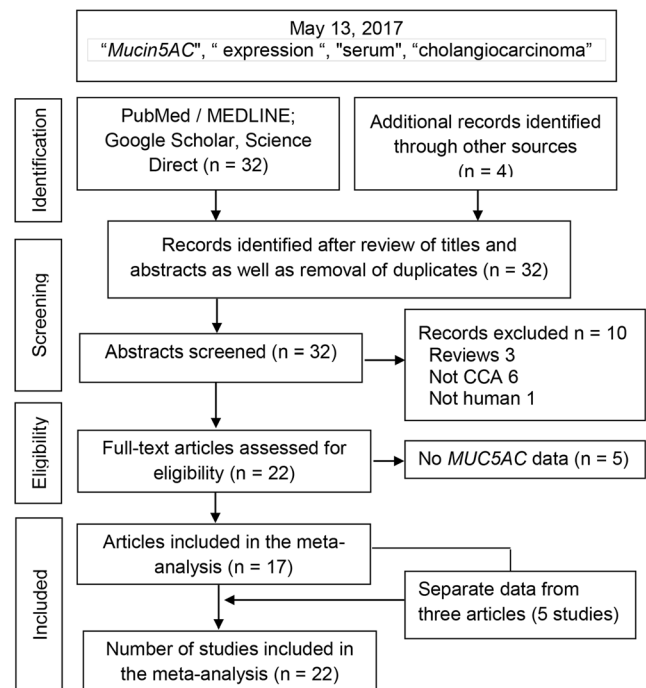 May 13, 2017
“Mucin5AC", “ expression “, "serum", “cholangiocarcinoma”
Identification
PubMed / MEDLINE;
Google Scholar, Science
Direct (n = 32)
Additional records identified
through other sources
(n = 4)
Screening
Records identified after review of titles and
abstracts as well as removal of duplicates (n = 32)
Abstracts screened (n = 32)
Records excluded n = 10
Reviews 3
Not CCA 6
Not human 1
Eligibility
Full-text articles assessed for
eligibility (n = 22)
No MUC5AC data (n = 5)
Included
Articles included in the meta-
analysis (n = 17)
Separate data from
three articles (5 studies)
Number of studies included in
the meta-analysis (n = 22)